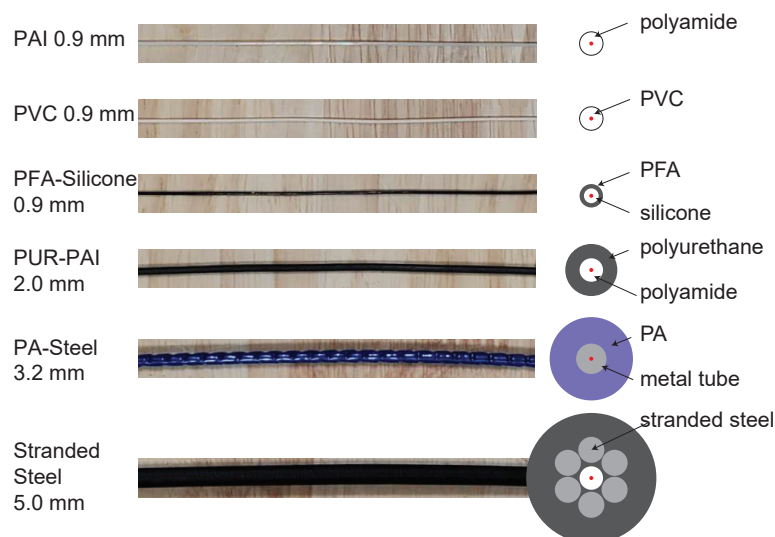 PAI 0.9 mm
polyamide
PVC 0.9 mm
PVC
PFA-Silicone
0.9 mm
PFA
silicone
PUR-PAI
2.0 mm
polyurethane
polyamide
PA-Steel
3.2 mm
PA
metal tube
Stranded
Steel
5.0 mm
stranded steel